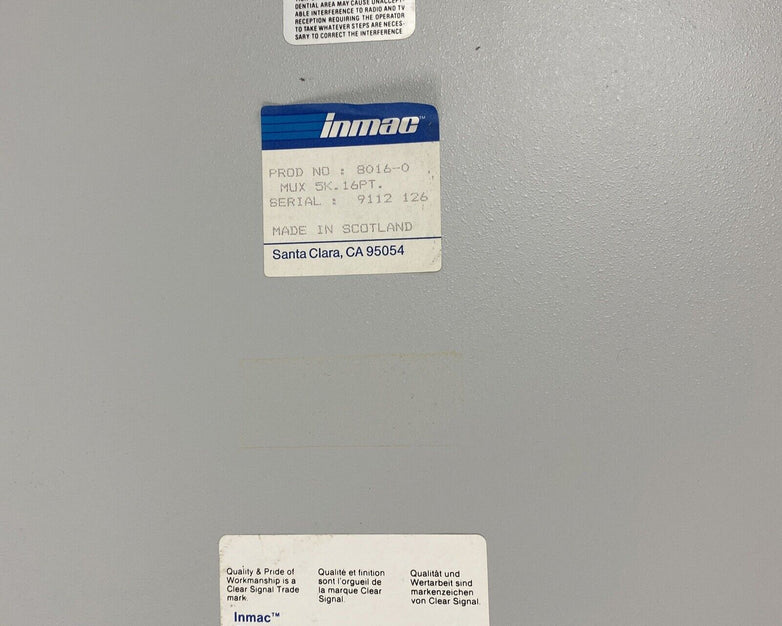 DENTIAL AREA MAY CAUSE UNACCEPT-
ABLE INTERFERENCE TO RADIO AND TV
RECEPTION REQUIRING THE OPERATOR
TO TAKE WHATEVER STEPS ARE NECES-
SARY TO CORRECT THE INTERFERENCE
inmac™
PROD NO : 8016-0
MUX 5K.16PT.
SERIAL : 9112 126
MADE IN SCOTLAND
Santa Clara, CA 95054
Quality & Pride of
Workmanship is a
Clear Signal Trade
mark.
Qualité et finition
sont l'orgueil de
la marque Clear
Signal.
Qualität und
Wertarbeit sind
markenzeichen
von Clear Signal.
Inmac™